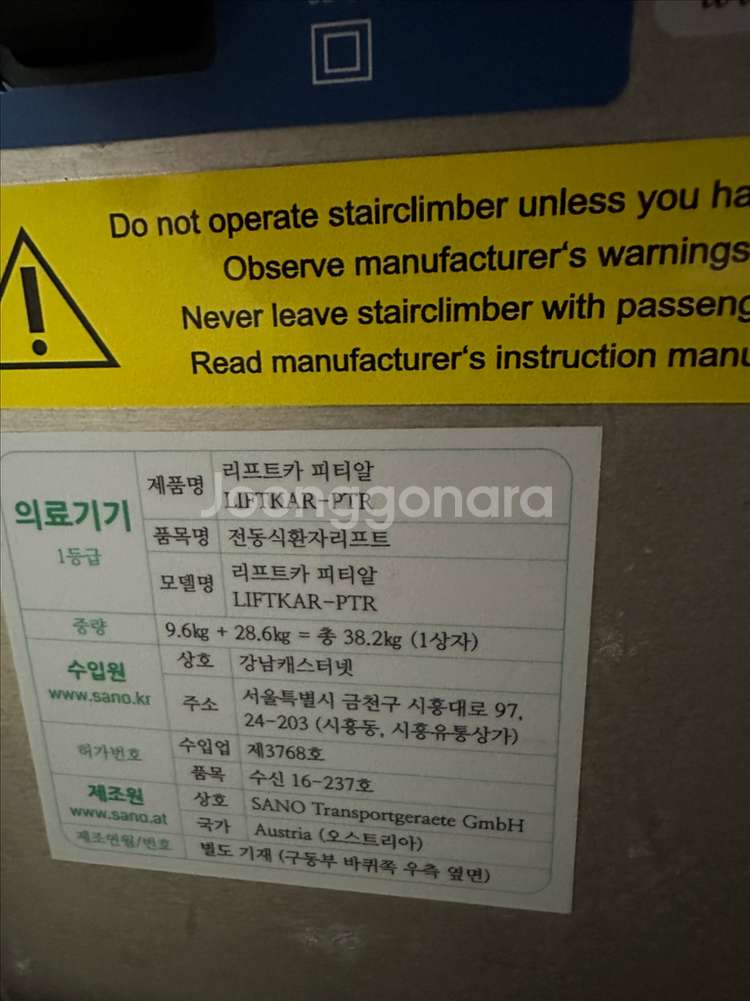 Do not operate stairclimber unless you ha
Observe manufacturer's warnings
Never leave stairclimber with passeng
Read manufacturer's instruction manu
의료기기
1등급
제품명
리프트카 피티알
LIFTKAR-PTR
품목명
전동식환자리프트
모델명
리프트카 피티알
LIFTKAR-PTR
중량
9.6kg + 28.6kg = 총 38.2kg (1상자)
수입원
www.sano.kr
상호
강남캐스터넷
주소
서울특별시 금천구 시흥대로 97,
24-203 (시흥동, 시흥유통상가)
허가번호
수입업
제3768호
품목
수신 16-237호
제조원
www.sano.at
상호
SANO Transportgeraete GmbH
국가
Austria (오스트리아)
제조연월/번호
별도 기재 (구동부 바퀴쪽 우측 옆면)
Joonggonara